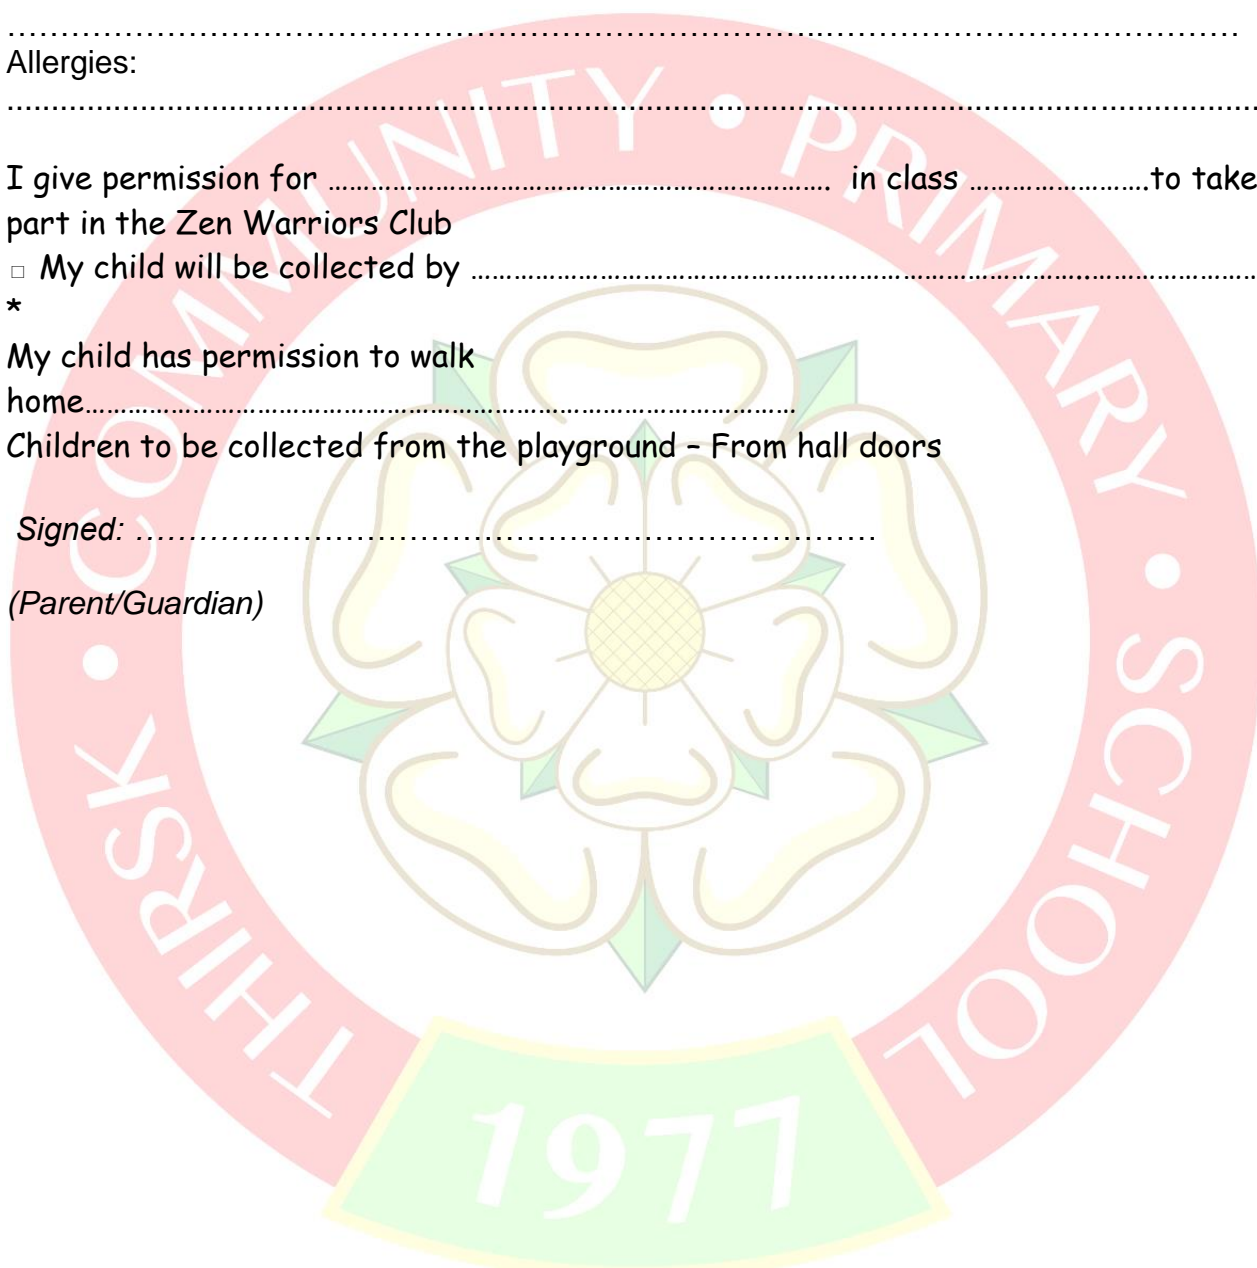 …………………………………………………………………..……………………………………
Allergies:
.......................................................................................................................................
I give permission for ……………………………………………………………. in class …………………….to take
part in the Zen Warriors Club
□ My child will be collected by …………………………………………………………………………..……………………
*
My child has permission to walk
home………………………………………………………………………………………
Children to be collected from the playground – From hall doors
Signed: ………….…………………………………………………
(Parent/Guardian)
THIRSK • COMMUNITY • PRIMARY • SCHOOL
1977